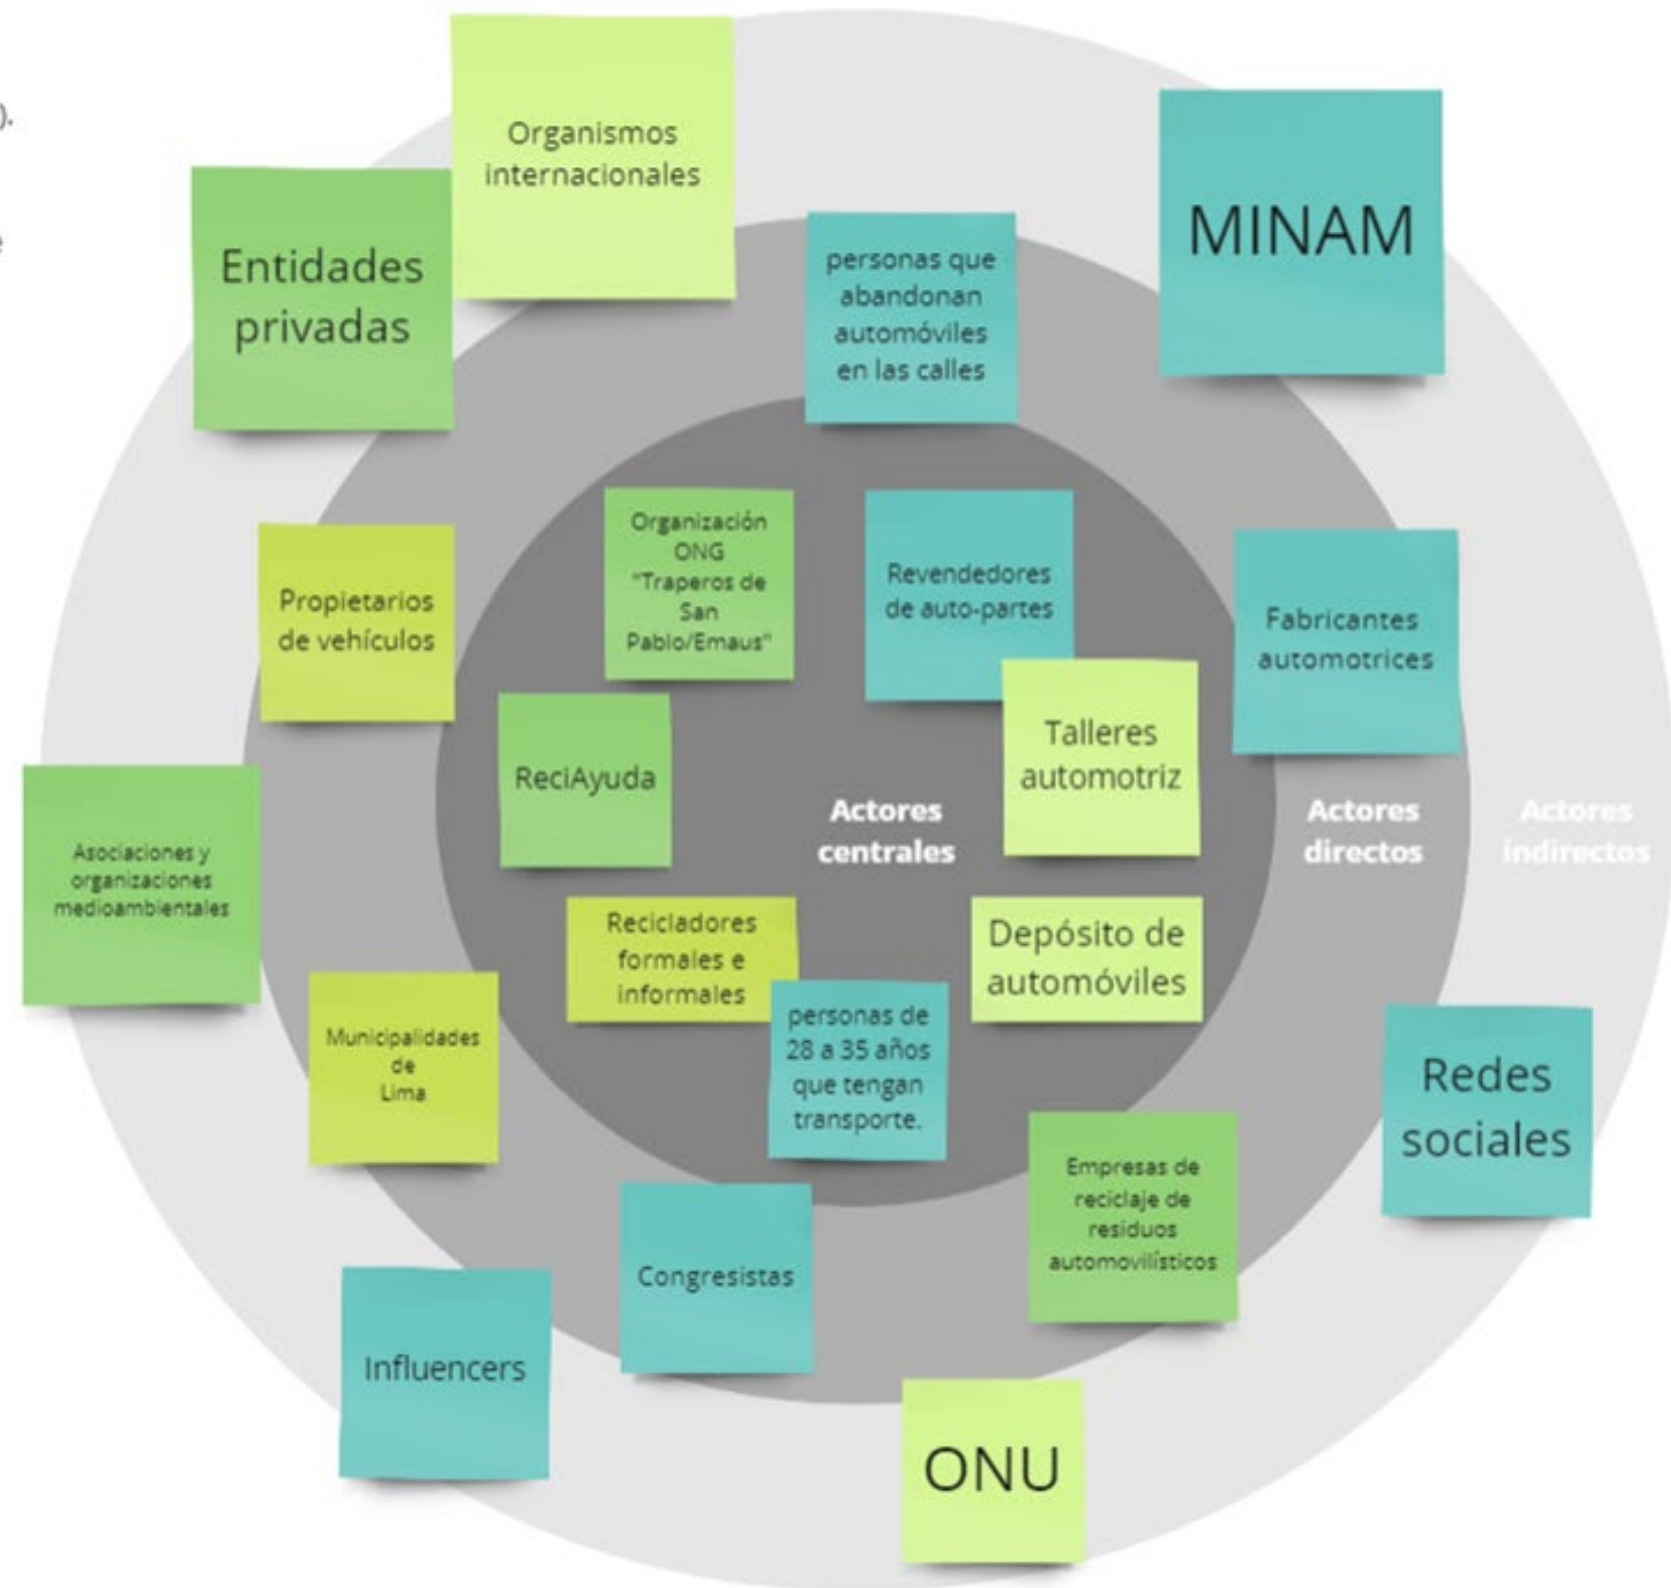 ).
e
Organismos
internacionales
Entidades
privadas
MINAM
personas que
abandonan
automóviles
en las calles
Organización
ONG
"Traperos de
San
Pablo/Emaus"
Revendedores
de auto-partes
Propietarios
de vehículos
Fabricantes
automotrices
ReciAyuda
Talleres
automotriz
Actores
centrales
Actores
directos
Actores
indirectos
Asociaciones y
organizaciones
medioambientales
Recicladores
formales e
informales
Depósito de
automóviles
personas de
28 a 35 años
que tengan
transporte.
Municipalidades
de
Lima
Redes
sociales
Empresas de
reciclaje de
residuos
automovilísticos
Congresistas
Influencers
ONU